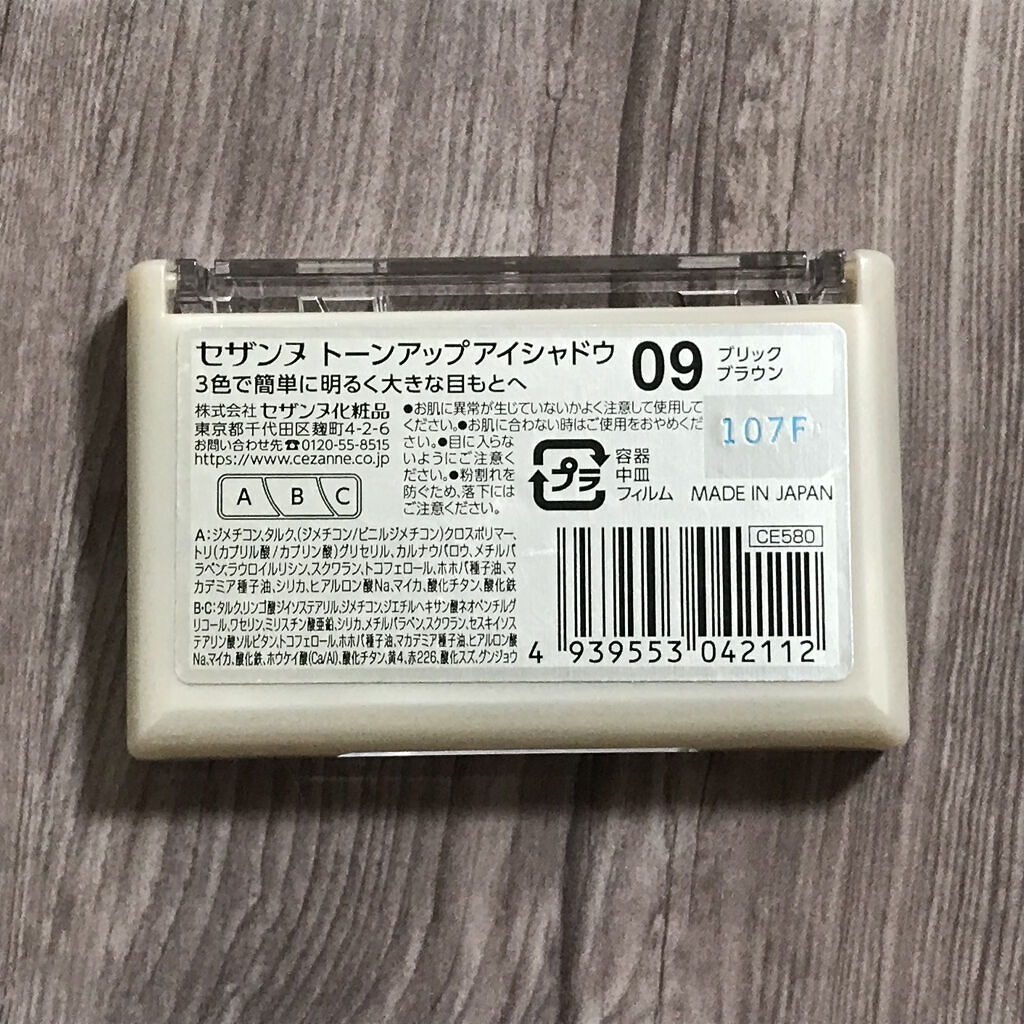 セザンヌ トーンアップアイシャドウ
3色で簡単に明るく大きな目もとへ
09
ブリック
ブラウン
株式会社 セザンヌ化粧品
東京都千代田区麹町4-2-6
お問い合わせ先☎0120-55-8515
https://www.cezanne.co.jp
A B C
●お肌に異常が生じていないかよく注意して使用して
ください。●お肌に合わない時はご使用をおやめくだ
さい。●目に入らな
いようにご注意く
ださい。●粉割れを
防ぐため、落下には
ご注意ください。
107F
プラ
容器
中皿
フィルム
MADE IN JAPAN
A:ジメチコン,タルク,(ジメチコン/ビニルジメチコン)クロスポリマー,
トリ(カプリル酸/カプリン酸)グリセリル,カルナウバロウ,メチルパ
ラベン,ラウロイルリシン,スクワラン,トコフェロール,ホホバ種子油,マ
カデミア種子油,シリカ,ヒアルロン酸Na,マイカ,酸化チタン,酸化鉄
B・C:タルク,リンゴ酸ジイソステアリル,ジメチコン,ジエチルヘキサン酸ネオペンチルグ
リコール,ワセリン,ミリスチン酸亜鉛,シリカ,メチルパラベン,スクワラン,セスキイソス
テアリン酸ソルビタン,トコフェロール,ホホバ種子油,マカデミア種子油,ヒアルロン酸
Na,マイカ,酸化鉄,ホウケイ酸(Ca/Al),酸化チタン,黄4,赤226,酸化スズ,グンジョウ
CE580
4 939553 042112